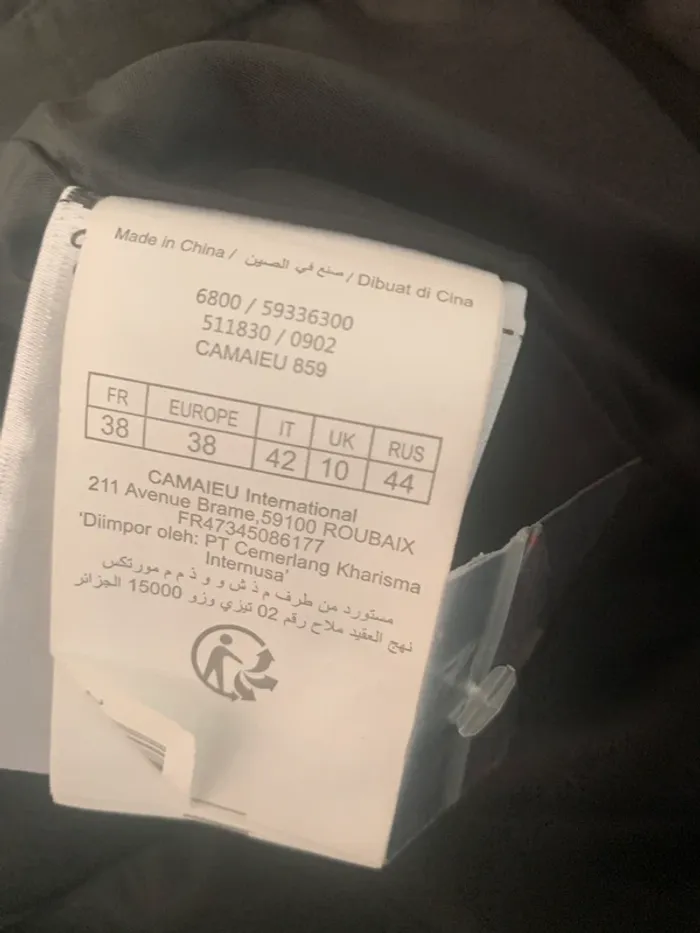 Made in China / صنع في الصين / Dibuat di Cina
6800 / 59336300
511830 / 0902
CAMAIEU 859
FR EUROPE IT UK RUS
38 38 42 10 44
CAMAIEU International
211 Avenue Brame,59100 ROUBAIX
FR47345086177
'Diimpor oleh: PT Cemerlang Kharisma
Internusa'
مستورد من طرف م ذ ش و و ذ م م مورتكس
نهج العقيد ملاح رقم 02 تيزي وزو 15000 الجزائر